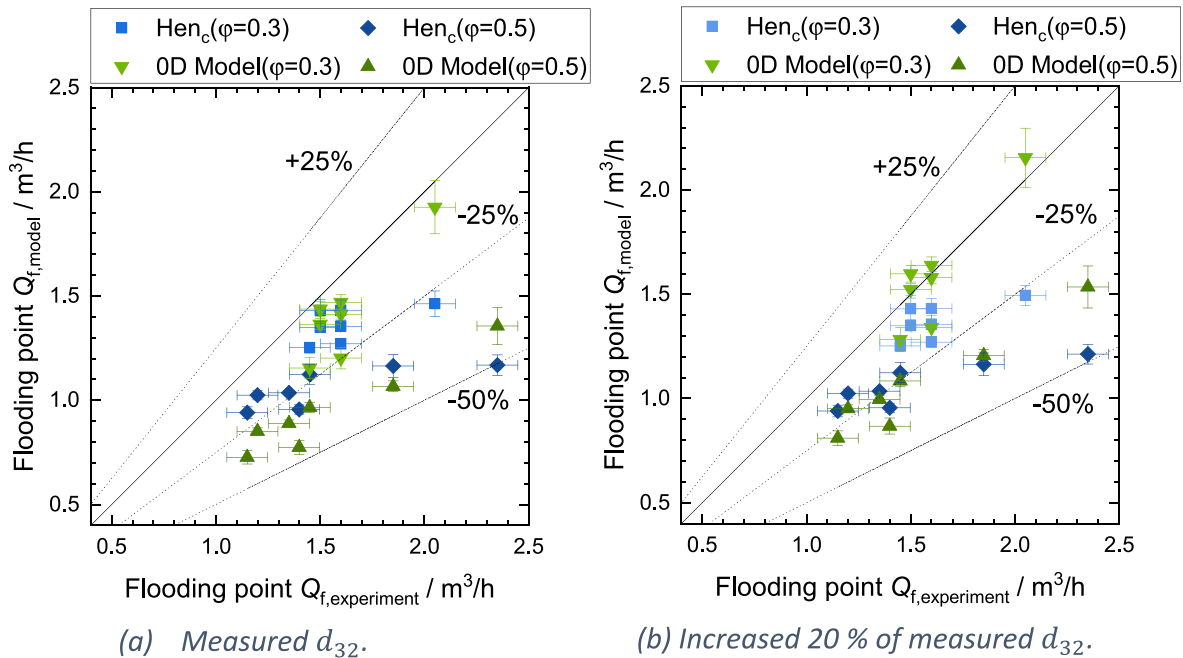 Hen_c(φ=0.3) Hen_c(φ=0.5)
0D Model(φ=0.3) 0D Model(φ=0.5)
2.5
2.0
1.5
1.0
0.5
Flooding point Q_f,model / m³/h
+25%
-25%
-50%
0.5 1.0 1.5 2.0 2.5
Flooding point Q_f,experiment / m³/h
(a) Measured d₃₂.
Hen_c(φ=0.3) Hen_c(φ=0.5)
0D Model(φ=0.3) 0D Model(φ=0.5)
2.5
2.0
1.5
1.0
0.5
Flooding point Q_f,model / m³/h
+25%
-25%
-50%
0.5 1.0 1.5 2.0 2.5
Flooding point Q_f,experiment / m³/h
(b) Increased 20 % of measured d₃₂.